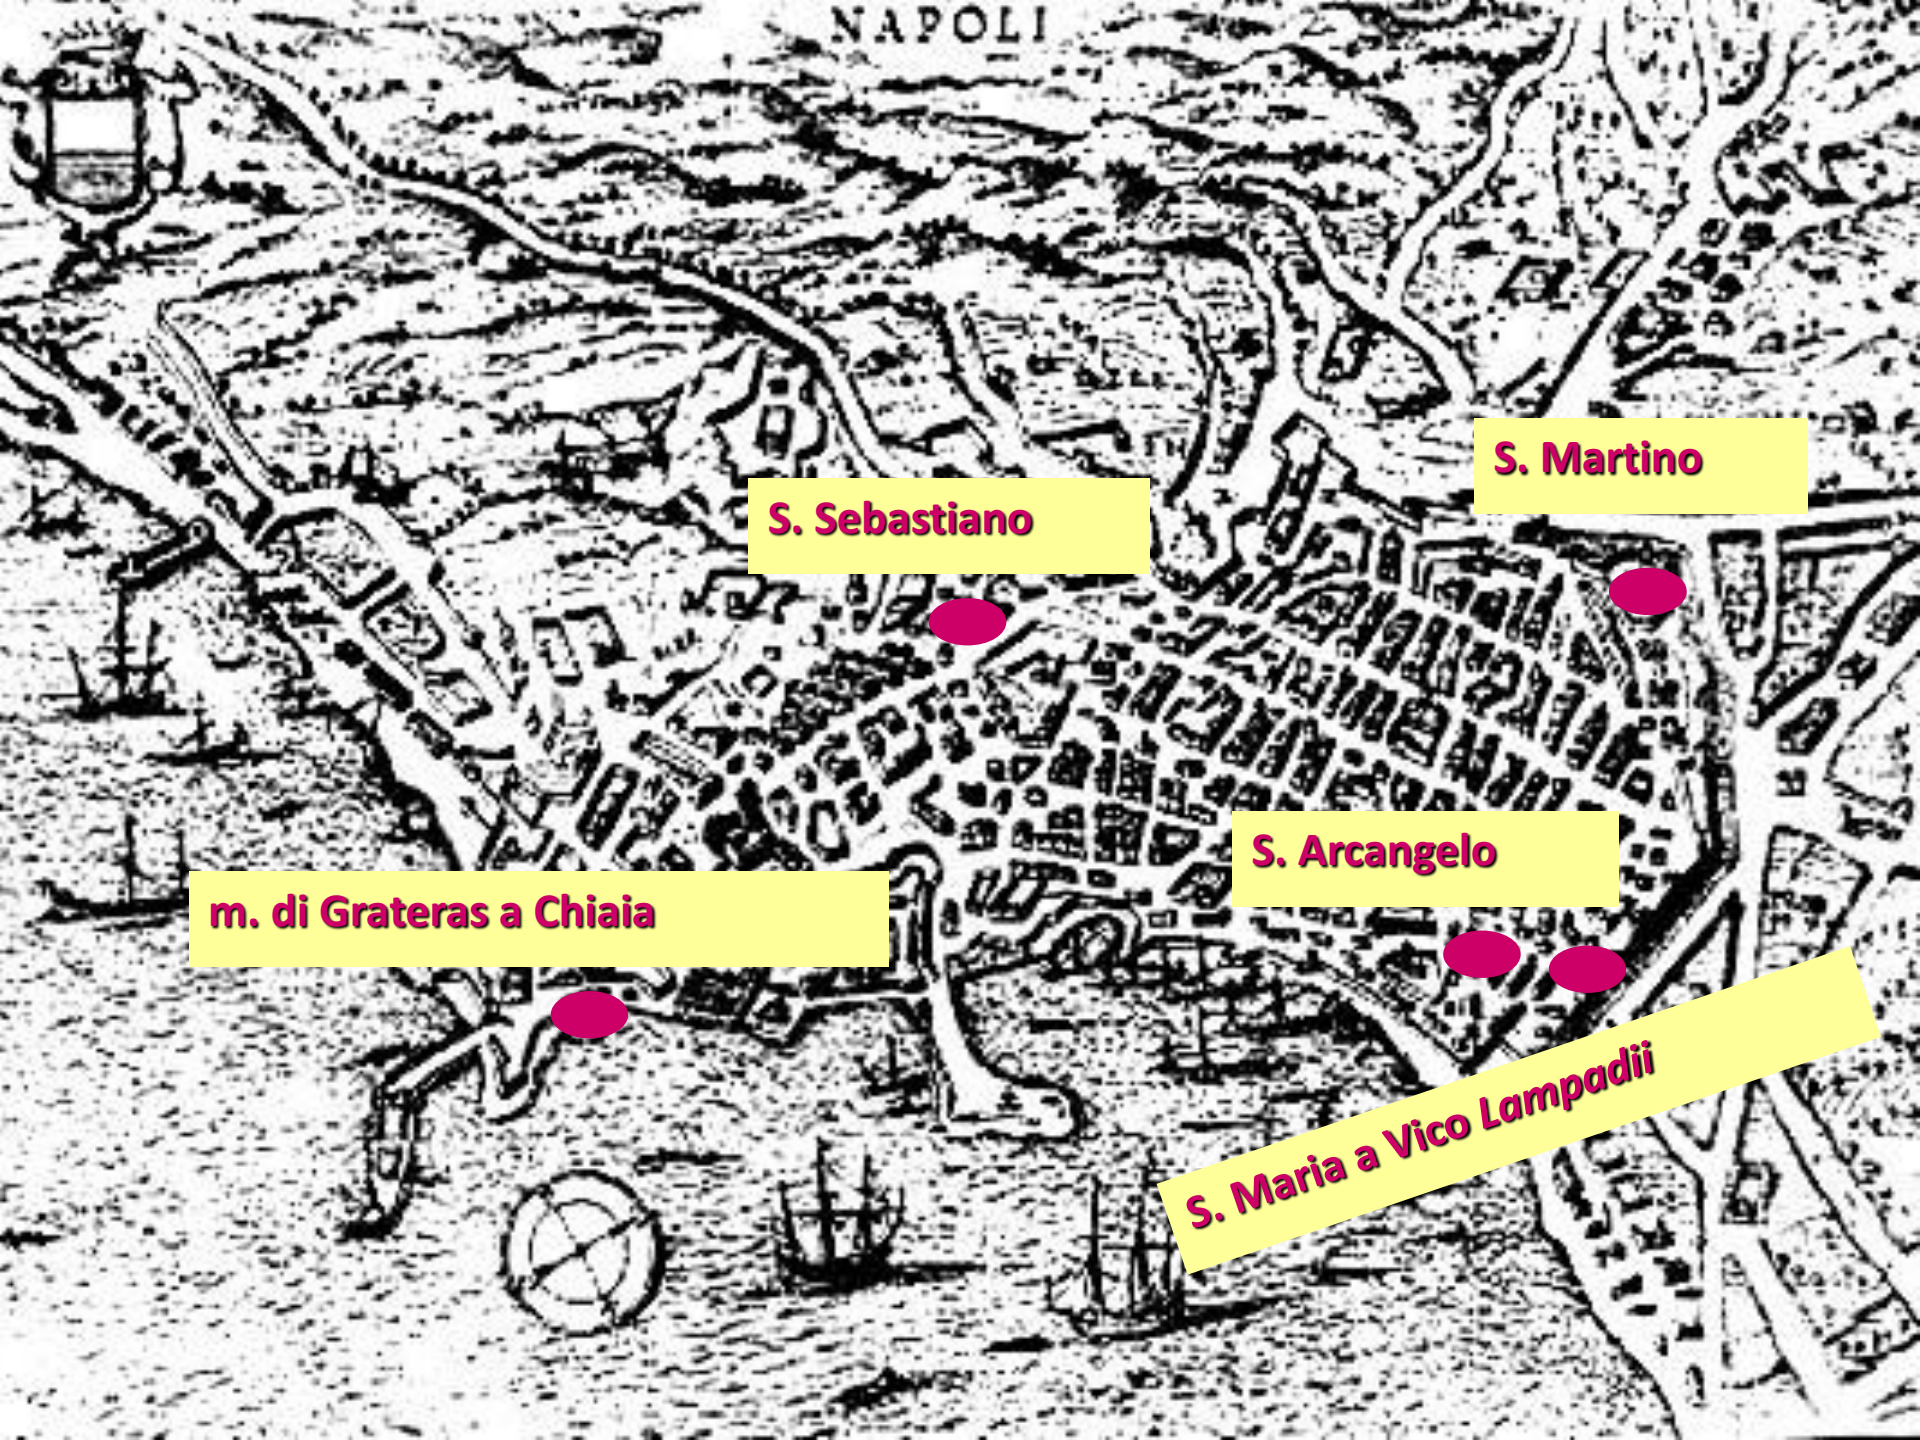 NAPOLI
S. Martino
S. Sebastiano
S. Arcangelo
m. di Grateras a Chiaia
S. Maria a Vico Lampadii